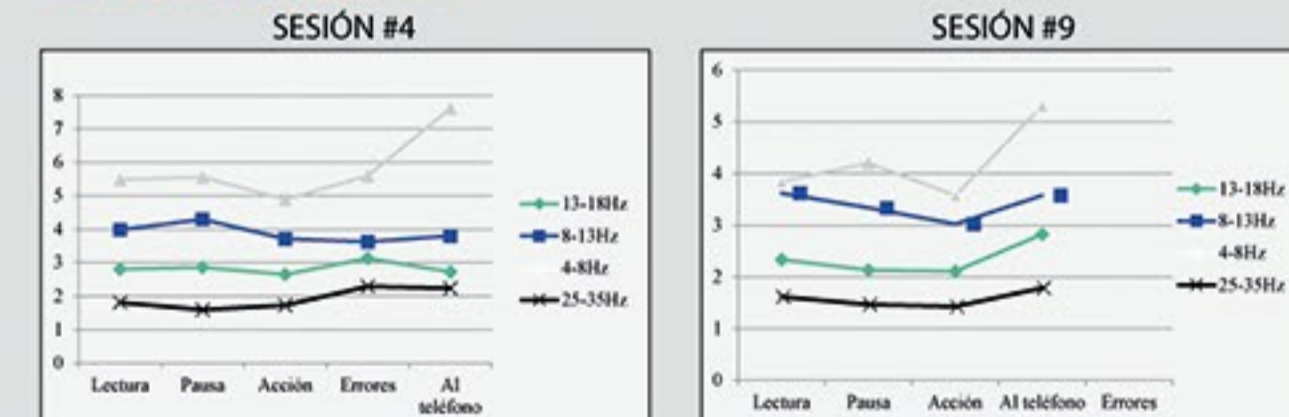 SESIÓN #4
8
7
6
5
4
3
2
1
0
Lectura Pausa Acción Errores Al teléfono
13-18Hz
8-13Hz
4-8Hz
25-35Hz
SESIÓN #9
6
5
4
3
2
1
0
Lectura Pausa Acción Al teléfono Errores
13-18Hz
8-13Hz
4-8Hz
25-35Hz